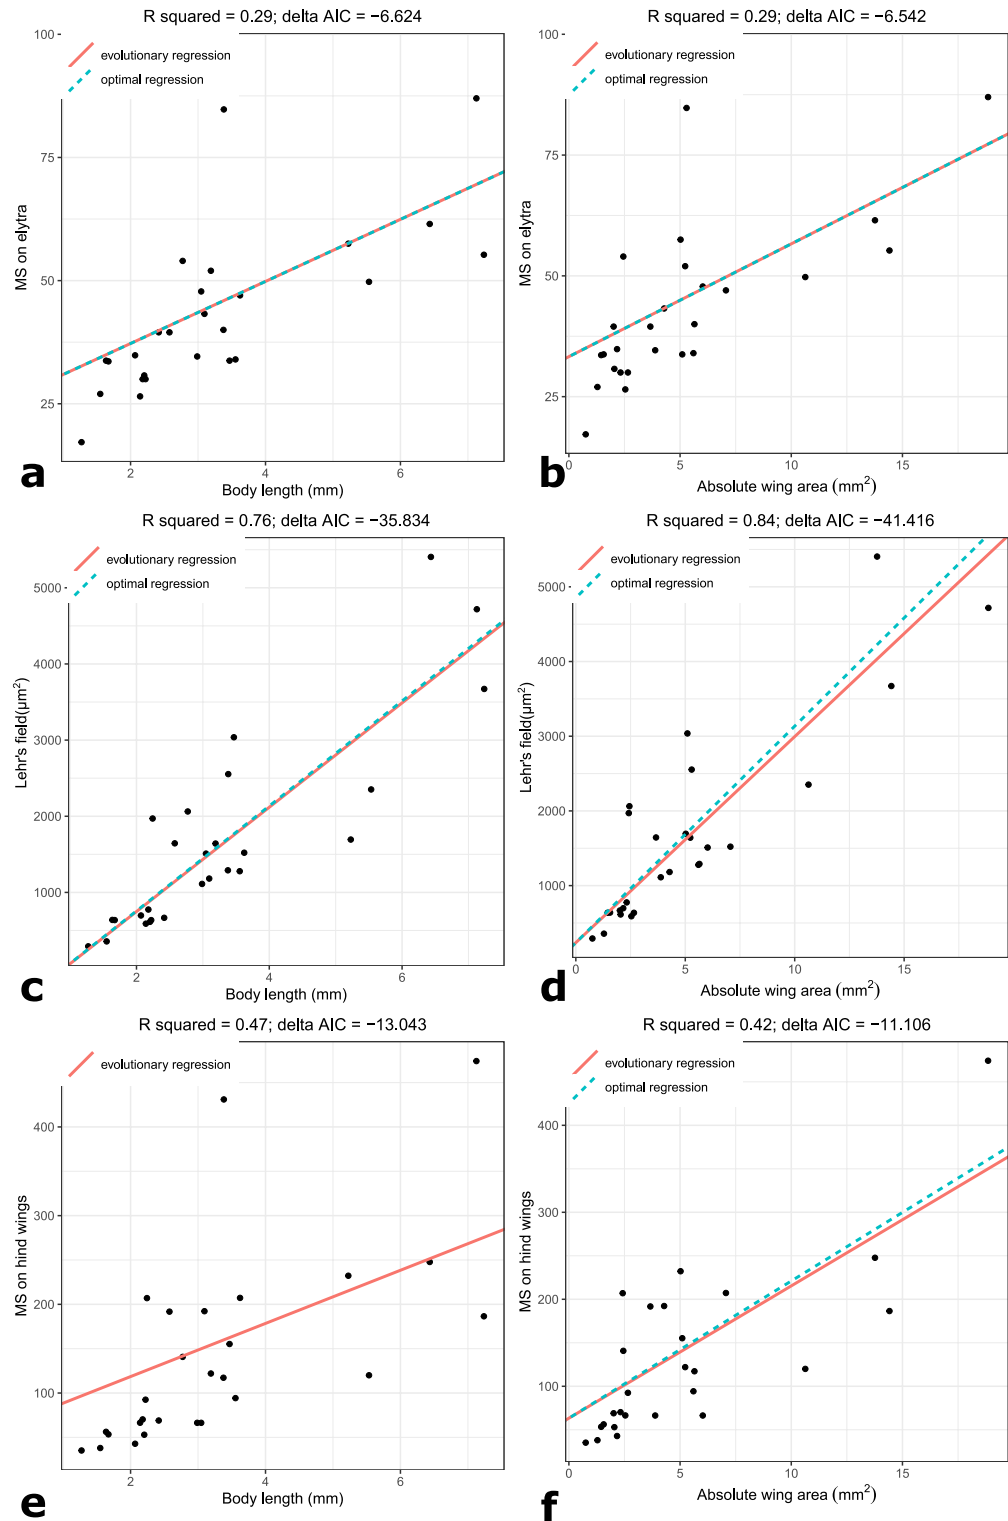 R squared = 0.29; delta AIC = −6.624
100
75
50
25
MS on elytra
evolutionary regression
optimal regression
2
4
6
Body length (mm)
a
R squared = 0.29; delta AIC = −6.542
100
75
50
25
MS on elytra
evolutionary regression
optimal regression
0
5
10
15
Absolute wing area (mm²)
b
R squared = 0.76; delta AIC = −35.834
5000
4000
3000
2000
1000
Lehr's field(μm²)
evolutionary regression
optimal regression
2
4
6
Body length (mm)
c
R squared = 0.84; delta AIC = −41.416
5000
4000
3000
2000
1000
Lehr's field(μm²)
evolutionary regression
optimal regression
0
5
10
15
Absolute wing area (mm²)
d
R squared = 0.47; delta AIC = −13.043
400
300
200
100
MS on hind wings
evolutionary regression
2
4
6
Body length (mm)
e
R squared = 0.42; delta AIC = −11.106
400
300
200
100
MS on hind wings
evolutionary regression
optimal regression
0
5
10
15
Absolute wing area (mm²)
f